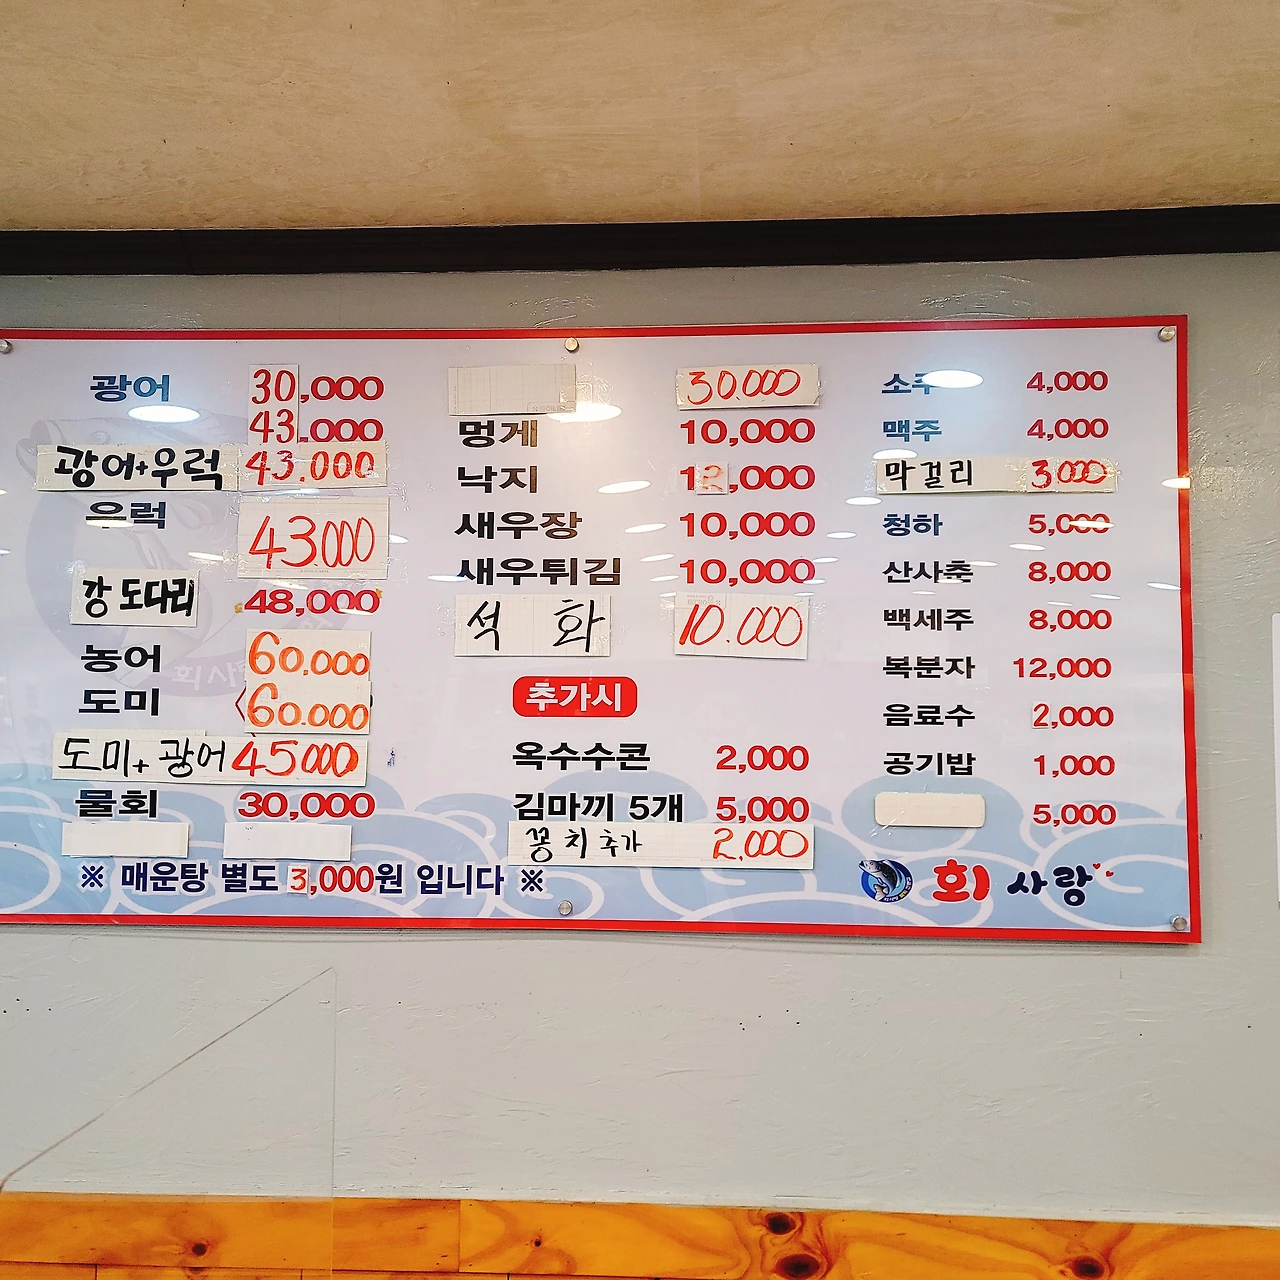 광어 30,000
43,000
광어+우럭 43.000
우럭 43.000
깡 도다리 48,000
농어 60.000
도미 60.000
도미+광어 45000
물회 30,000
※ 매운탕 별도 3,000원 입니다 ※
30.000
멍게 10,000
낙지 12,000
새우장 10,000
새우튀김 10,000
석 화 10.000
추가시
옥수수콘 2,000
김마끼 5개 5,000
꽁치추가 2.000
소주 4,000
맥주 4,000
막걸리 3000
청하 5,000
산사춘 8,000
백세주 8,000
복분자 12,000
음료수 2,000
공기밥 1,000
5,000
회 사랑